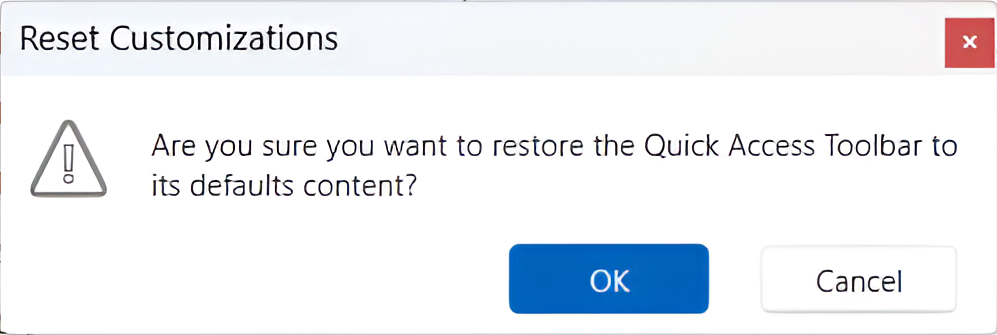 Reset Customizations
Are you sure you want to restore the Quick Access Toolbar to
its defaults content?
OK
Cancel